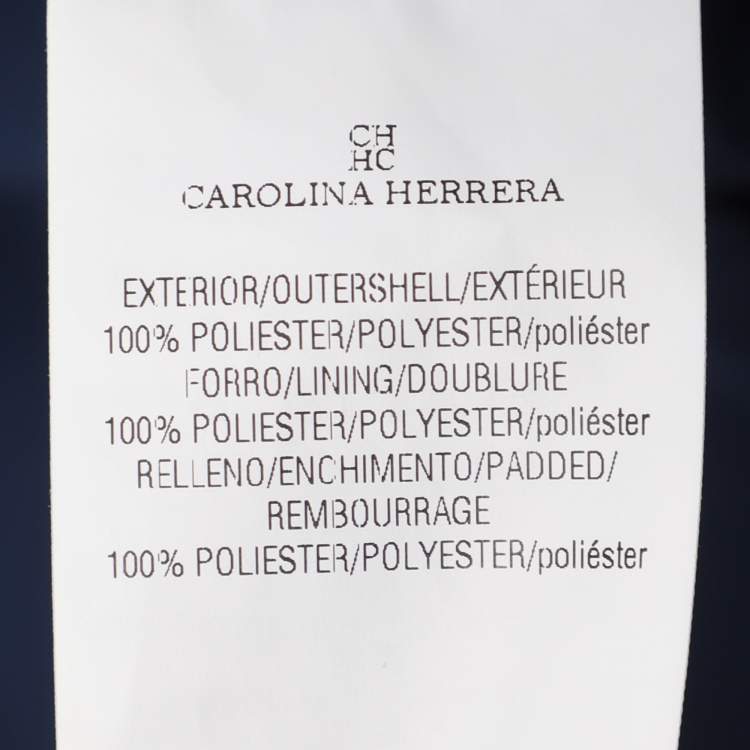 CH
HC
CAROLINA HERRERA
EXTERIOR/OUTERSHELL/EXTÉRIEUR
100% POLIESTER/POLYESTER/poliéster
FORRO/LINING/DOUBLURE
100% POLIESTER/POLYESTER/poliéster
RELLENO/ENCHIMENTO/PADDED/
REMBOURRAGE
100% POLIESTER/POLYESTER/poliéster